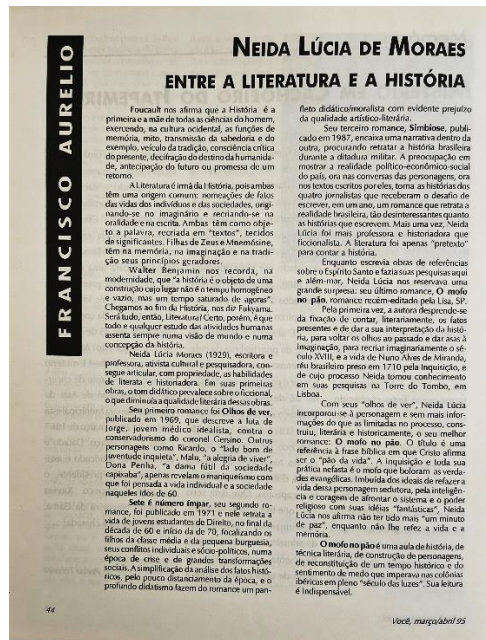 FRANCISCO AURELIO
NEIDA LÚCIA DE MORAES
ENTRE A LITERATURA E A HISTÓRIA
Foucault nos afirma que a História é a
primeira e a mãe de todas as ciências do homem,
exercendo, na cultura ocidental, as funções de
memória, mito, transmissão da sabedoria e do
exemplo, veículo da tradição, consciência crítica
do presente, decifração do destino da humanida-
de, antecipação do futuro ou promessa de um
retorno.
A Literatura é irmã da História, pois ambas
têm uma origem comum: nomeações de fatos
das vidas dos indivíduos e das sociedades, origi-
nando-se no imaginário e recriando-se na
oralidade e na escrita. Ambas têm como obje-
to a palavra, recriada em "textos", tecidos
de significantes. Filhas de Zeus e Mnemósine,
têm na memória, na imaginação e na tradi-
ção seus princípios geradores.
Walter Benjamin nos recorda, na
modernidade, que "a história é o objeto de uma
construção cujo lugar não é o tempo homogêneo
e vazio, mas um tempo saturado de agoras".
Chegamos ao fim da História, nos diz Fukyama.
Será tudo, então, Literatura? Certo, porém, é que
todo e qualquer estudo das atividades humanas
assenta sempre numa visão de mundo e numa
concepção da história.
Neida Lúcia Moraes (1929), escritora e
professora, ativista cultural e pesquisadora, con-
segue articular, com propriedade, as habilidades
de literata e historiadora. Em suas primeiras
obras, o tom didático prevalece sobre o ficcional,
o que diminui a qualidade literária dessas obras.
Seu primeiro romance foi Olhos de ver,
publicado em 1969, que descreve a luta de
Jorge, jovem médico idealista, contra o
conservadorismo do coronel Gersino. Outros
personagens como Ricardo, o "lado bom de
juventude inquieta", Malu, "a alegria de viver",
Dona Penha, "a dama fútil da sociedade
capixaba", apenas revelam o maniqueísmo com
que foi pensada a vida individual e a sociedade
naqueles idos de 60.
Sete é número ímpar, seu segundo ro-
mance, foi publicado em 1971 e nele retrata a
vida de jovens estudantes de Direito, no final da
década de 60 e início da de 70, focalizando os
filhos da classe média e da pequena burguesia,
seus conflitos individuais e sócio-políticos, numa
época de crise e de grandes transformações
sociais. A simplificação da análise dos fatos histó-
ricos, pelo pouco distanciamento da época, e o
profundo didatismo fazem do romance um pan-
fleto didático/moralista com evidente prejuízo
da qualidade artístico-literária.
Seu terceiro romance, Simbiose, publi-
cado em 1987, encaixa uma narrativa dentro da
outra, procurando retratar a história brasileira
durante a ditadura militar. A preocupação em
mostrar a realidade político-econômico-social
do país, ora nas conversas das personagens, ora
nos textos escritos por eles, torna as histórias dos
quatro jornalistas que receberam o desafio de
escrever, em um ano, um romance que retrata a
realidade brasileira, tão desinteressantes quanto
as histórias que escrevem. Mais uma vez, Neida
Lúcia foi mais professora e historiadora que
ficcionalista. A literatura foi apenas "pretexto"
para contar a história.
Enquanto escrevia obras de referências
sobre o Espírito Santo e fazia suas pesquisas aqui
e além-mar, Neida Lúcia nos reservava uma
grande surpresa: seu último romance, O mofo
no pão, romance recém-editado pela Lisa, SP.
Pela primeira vez, a autora desprende-se
da fixação de contar, literariamente, os fatos
presentes e de dar a sua interpretação da histó-
ria, para voltar os olhos ao passado e dar asas à
imaginação, para recriar imaginariamente o sé-
culo XVIII, e a vida de Nuno Alves de Miranda,
réu brasileiro preso em 1710 pela Inquisição, e
de cujo processo Neida tomou conhecimento
em suas pesquisas na Torre do Tombo, em
Lisboa.
Com seus "olhos de ver", Neida Lúcia
incorporou-se à personagem e sem mais infor-
mações do que as limitadas no processo, cons-
truiu, literária e historicamente, o seu melhor
romance: O mofo no pão. O título é uma
referência à frase bíblica em que Cristo afirma
ser o "pão da vida". A inquisição e toda sua
prática nefasta é o mofo que boloram as verda-
des evangélicas. Imbuída dos ideais de refazer a
vida dessa personagem sedutora, pela inteligên-
cia e coragem de afrontar o sistema e o poder
religioso com suas idéias "fantásticas", Neida
Lúcia nos afirma não ter tido mais "um minuto
de paz", enquanto não lhe refez a vida e a
memória.
O mofo no pão é uma aula de história, de
técnica literária, de construção de personagens,
de reconstituição de um tempo histórico e do
sentimento de medo que imperava nas colônias
ibéricas em pleno "século das luzes". Sua leitura
é indispensável.
44
Você, março/abril 95